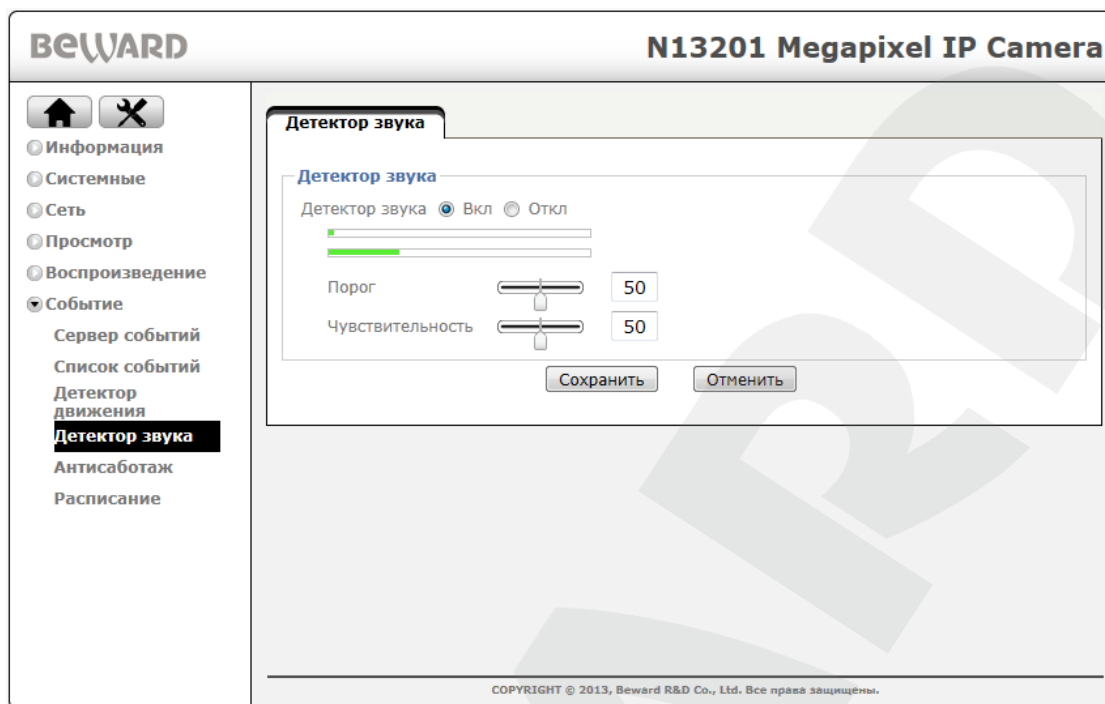 BEWARD
N13201 Megapixel IP Camera
Информация
Системные
Сеть
Просмотр
Воспроизведение
Событие
Сервер событий
Список событий
Детектор
движения
Детектор звука
Антисаботаж
Расписание
Детектор звука
Детектор звука
Детектор звука Вкл Откл
Порог 50
Чувствительность 50
Сохранить Отменить
COPYRIGHT © 2013, Beward R&D Co., Ltd. Все права защищены.